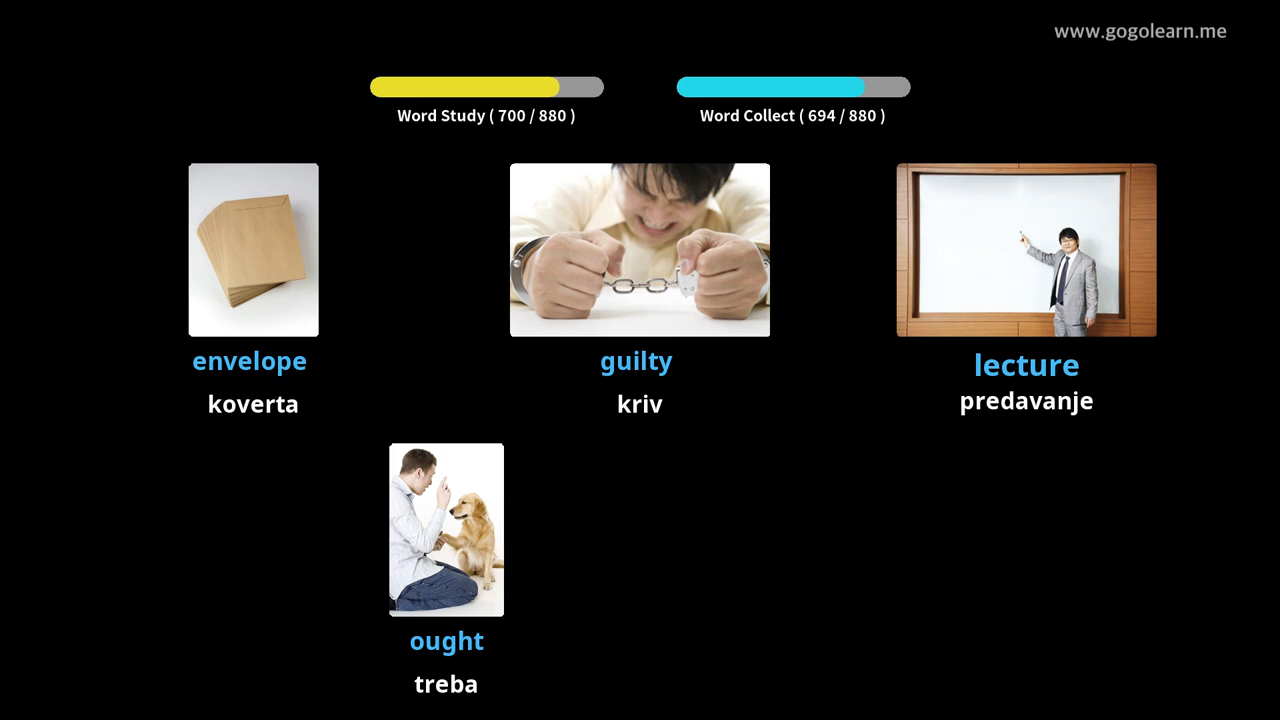 www.gogolearn.me
Word Study ( 700 / 880 )
Word Collect ( 694 / 880 )
envelope
koverta
guilty
kriv
lecture
predavanje
ought
treba